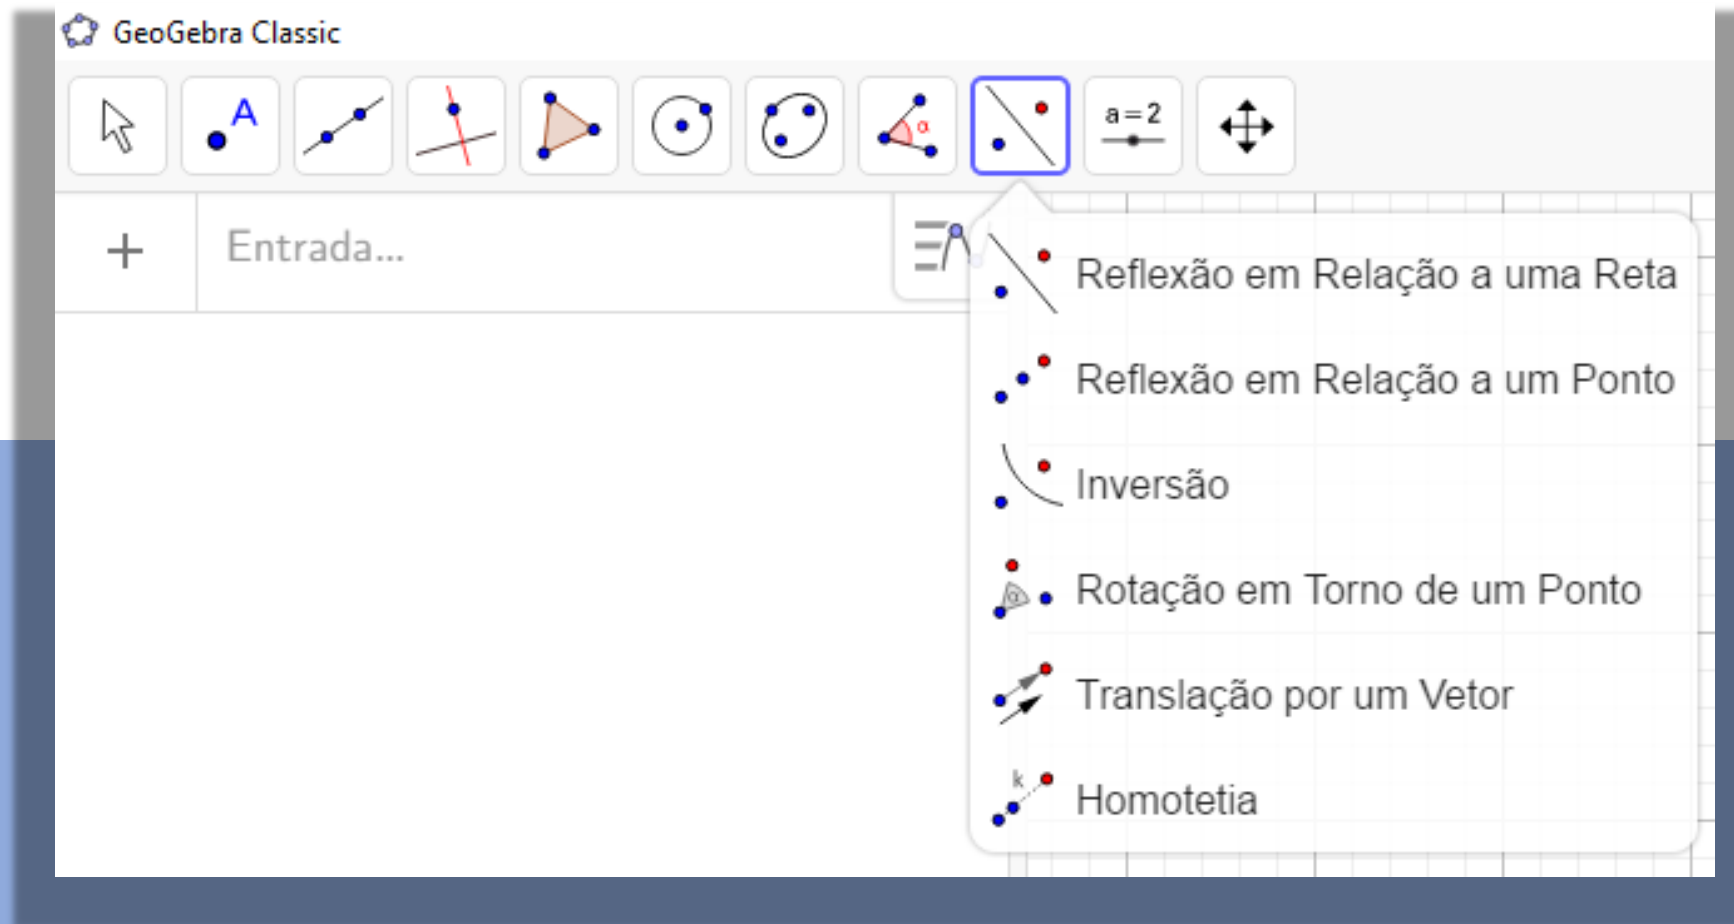 GeoGebra Classic
A
α
a = 2
Entrada...
Reflexão em Relação a uma Reta
Reflexão em Relação a um Ponto
Inversão
α
Rotação em Torno de um Ponto
Translação por um Vetor
k
Homotetia